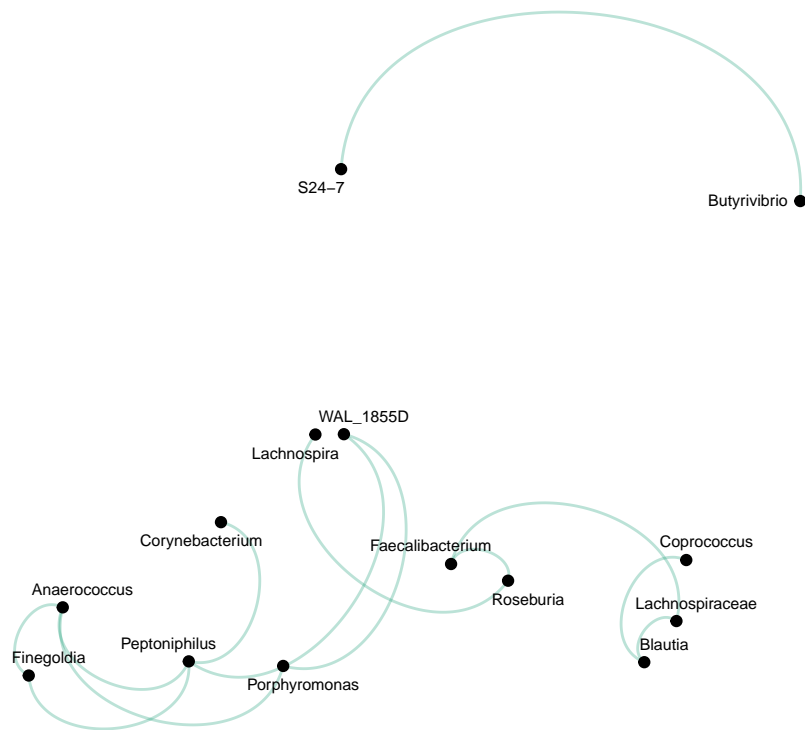 S24−7
Butyrivibrio
WAL_1855D
Lachnospira
Corynebacterium
Faecalibacterium
Coprococcus
Anaerococcus
Roseburia
Lachnospiraceae
Peptoniphilus
Blautia
Finegoldia
Porphyromonas